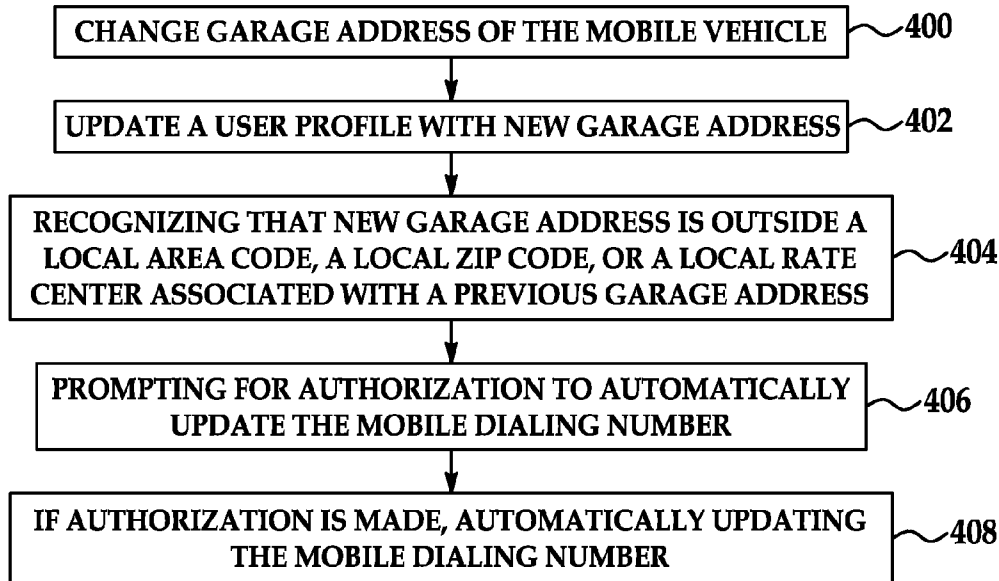 CHANGE GARAGE ADDRESS OF THE MOBILE VEHICLE
400
UPDATE A USER PROFILE WITH NEW GARAGE ADDRESS
402
RECOGNIZING THAT NEW GARAGE ADDRESS IS OUTSIDE A
LOCAL AREA CODE, A LOCAL ZIP CODE, OR A LOCAL RATE
CENTER ASSOCIATED WITH A PREVIOUS GARAGE ADDRESS
404
PROMPTING FOR AUTHORIZATION TO AUTOMATICALLY
UPDATE THE MOBILE DIALING NUMBER
406
IF AUTHORIZATION IS MADE, AUTOMATICALLY UPDATING
THE MOBILE DIALING NUMBER
408